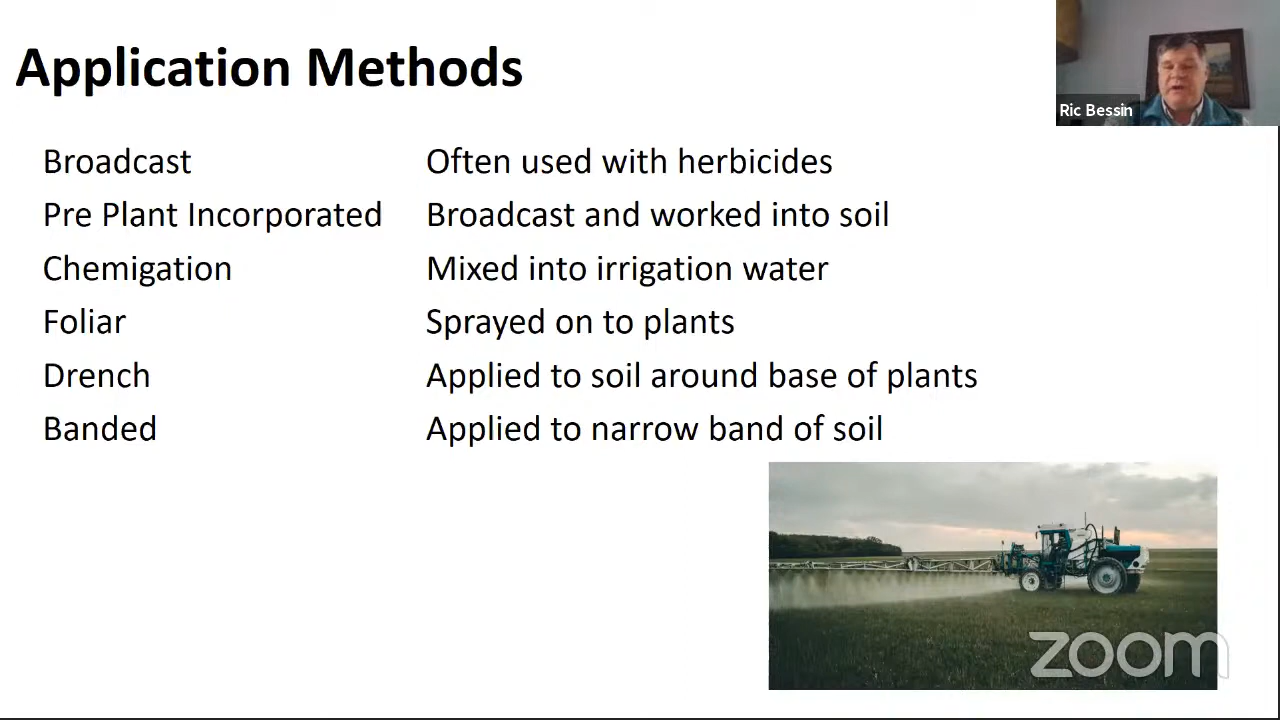 Application Methods
Ric Bessin
Broadcast Often used with herbicides
Pre Plant Incorporated Broadcast and worked into soil
Chemigation Mixed into irrigation water
Foliar Sprayed on to plants
Drench Applied to soil around base of plants
Banded Applied to narrow band of soil
zoom